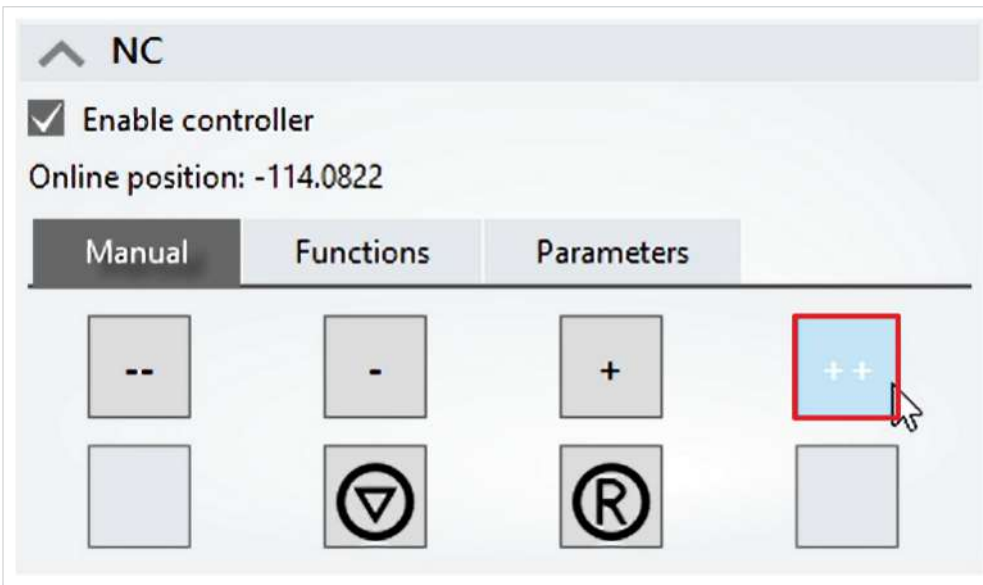 NC
Enable controller
Online position: -114.0822
Manual Functions Parameters
-- - + ++
R